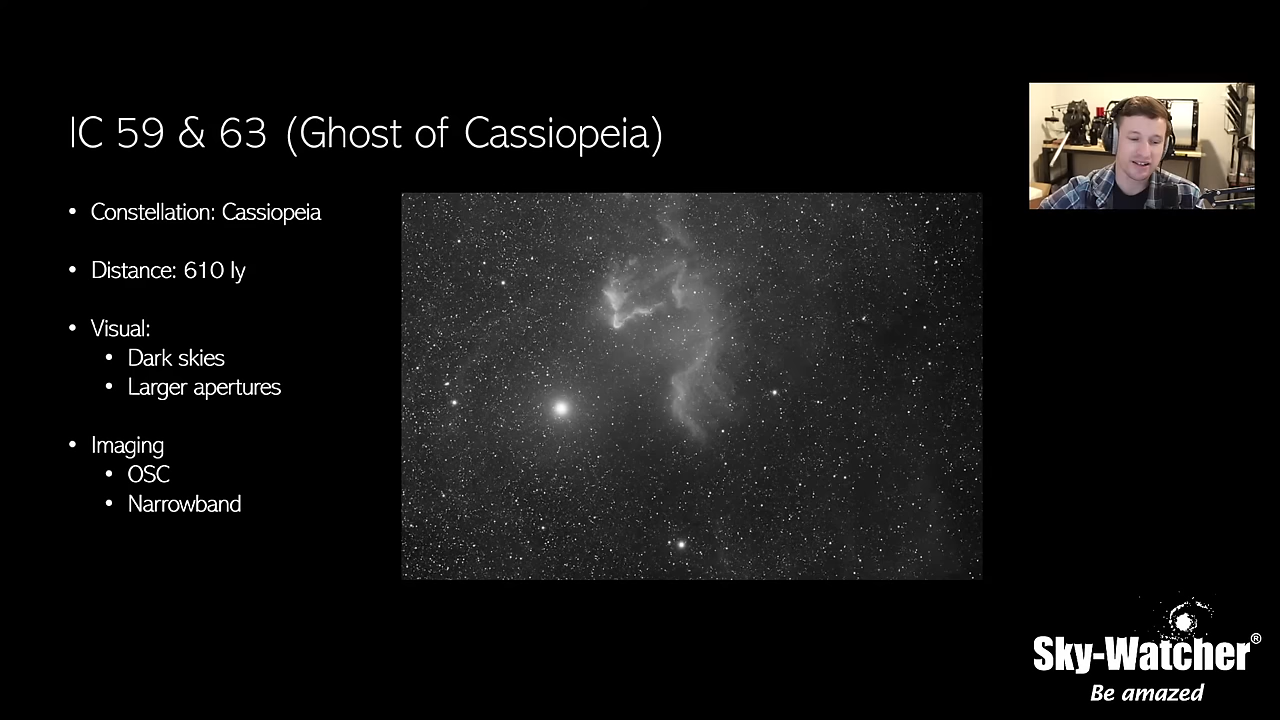 IC 59 & 63 (Ghost of Cassiopeia)
• Constellation: Cassiopeia
• Distance: 610 ly
• Visual:
• Dark skies
• Larger apertures
• Imaging
• OSC
• Narrowband
Sky-Watcher®
Be amazed